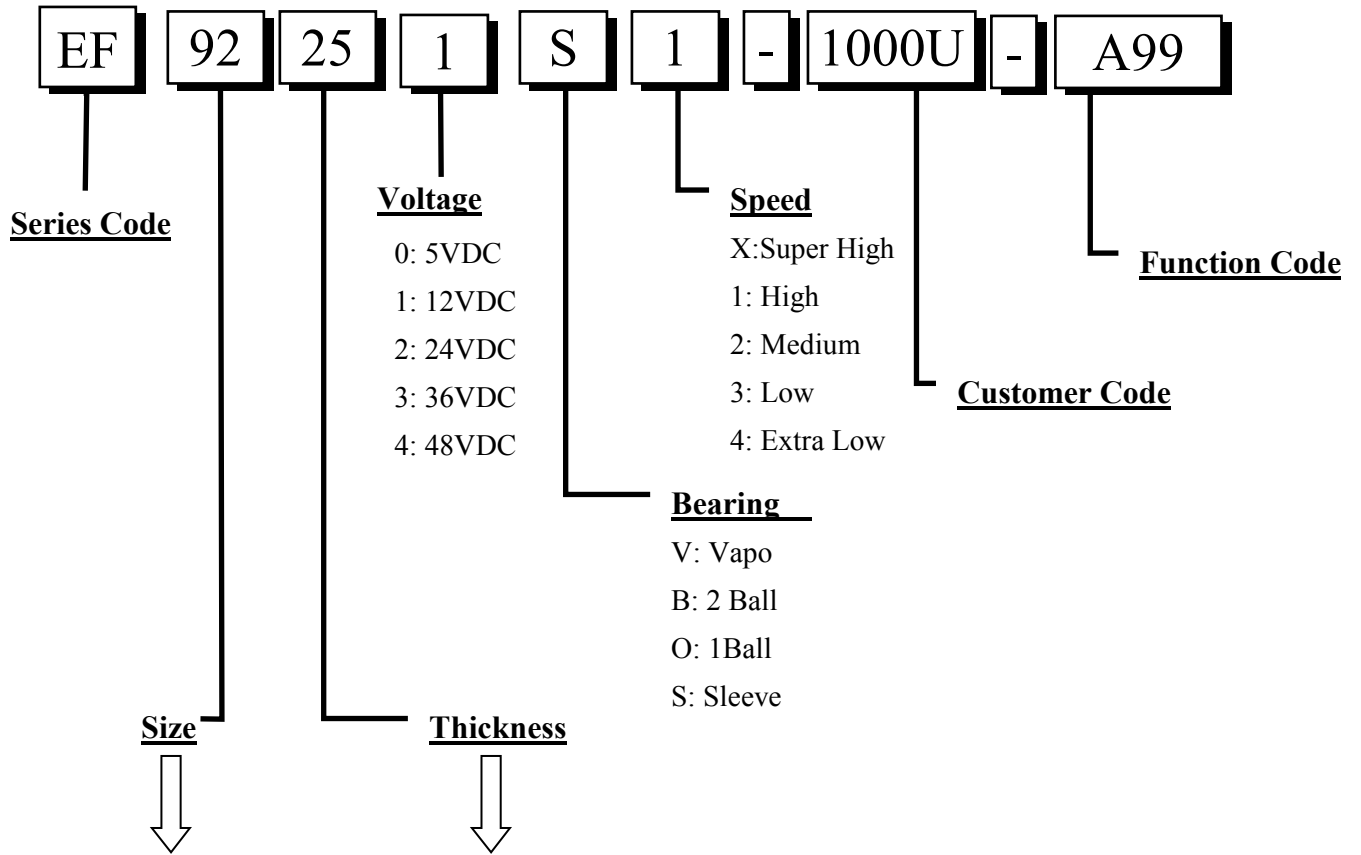 EF 92 25 1 S 1 - 1000U - A99
Series Code
Voltage
0: 5VDC
1: 12VDC
2: 24VDC
3: 36VDC
4: 48VDC
Speed
X:Super High
1: High
2: Medium
3: Low
4: Extra Low
Function Code
Customer Code
Bearing
V: Vapo
B: 2 Ball
O: 1Ball
S: Sleeve
Size
Thickness